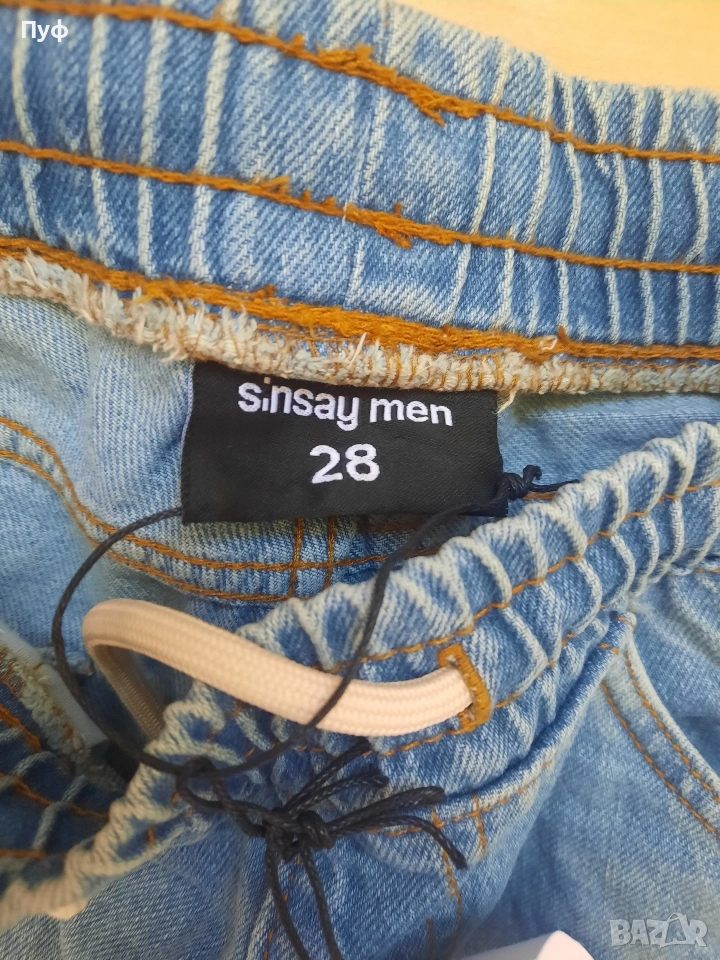 Пуф
sinsay men
28
BAZAR